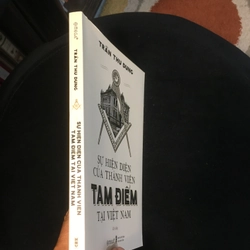 TRẦN THU DUNG
SỰ HIỆN DIỆN
CỦA THÀNH VIÊN
TAM ĐIỂM
TẠI VIỆT NAM
TRẦN THU DUNG
SỰ HIỆN DIỆN CỦA THÀNH VIÊN
TAM ĐIỂM TẠI VIỆT NAM